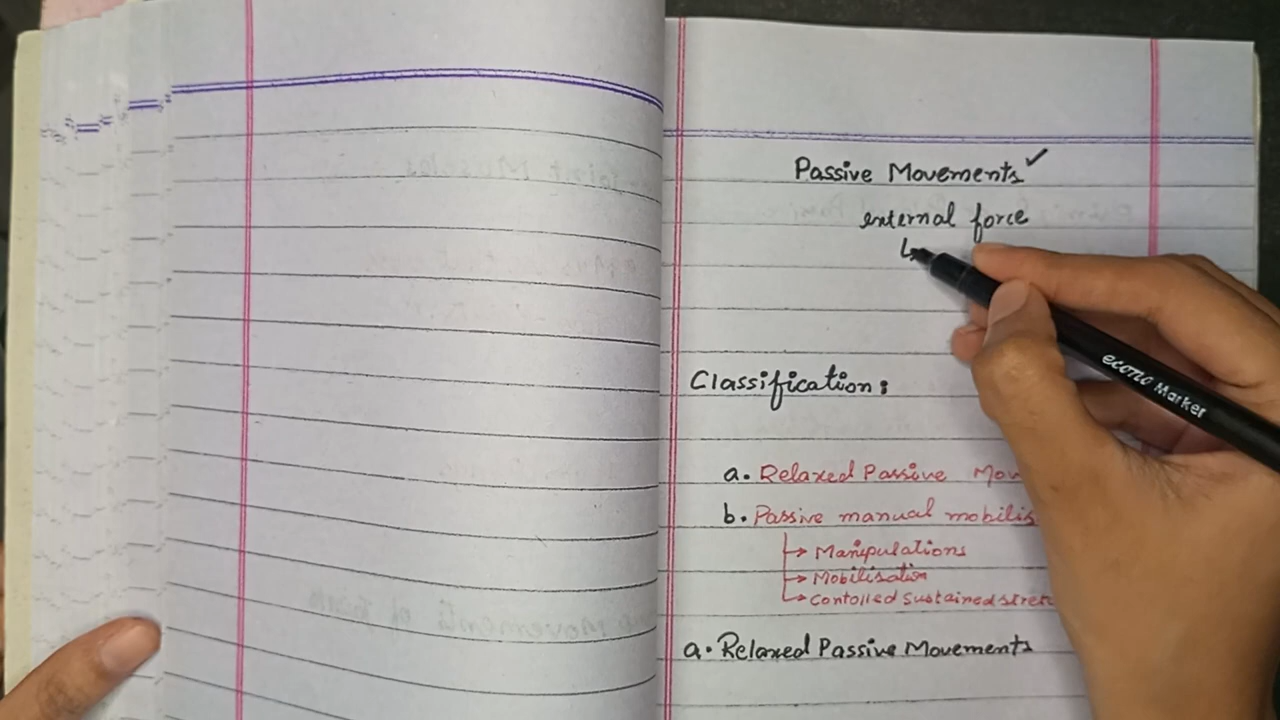 Passive Movements
external force
Classification:
a. Relaxed Passive Mov
b. Passive manual mobilis
Manipulations
Mobilisation
Contolled Sustained stret
a. Relaxed Passive Movements
econo Marker